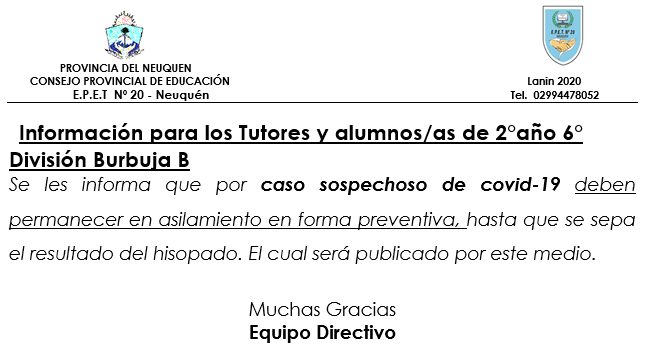 PROVINCIA DEL NEUQUEN
CONSEJO PROVINCIAL DE EDUCACIÓN
E.P.E.T Nº 20 - Neuquén
E.P.E.T. Nº 20
Lanin 2020
Tel. 02994478052
Información para los Tutores y alumnos/as de 2°año 6°
División Burbuja B
Se les informa que por caso sospechoso de covid-19 deben
permanecer en asilamiento en forma preventiva, hasta que se sepa
el resultado del hisopado. El cual será publicado por este medio.
Muchas Gracias
Equipo Directivo